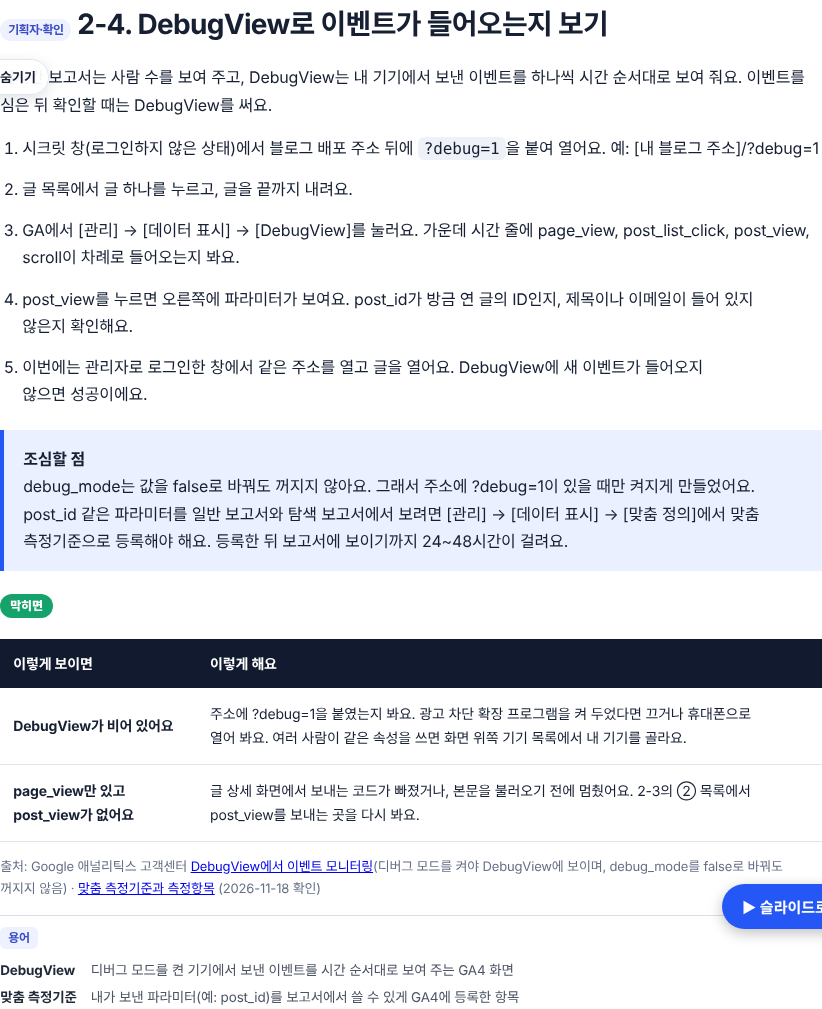 기획자·확인 2-4. DebugView로 이벤트가 들어오는지 보기
숨기기 보고서는 사람 수를 보여 주고, DebugView는 내 기기에서 보낸 이벤트를 하나씩 시간 순서대로 보여 줘요. 이벤트를
심은 뒤 확인할 때는 DebugView를 써요.
1. 시크릿 창(로그인하지 않은 상태)에서 블로그 배포 주소 뒤에 ?debug=1 을 붙여 열어요. 예: [내 블로그 주소]/?debug=1
2. 글 목록에서 글 하나를 누르고, 글을 끝까지 내려요.
3. GA에서 [관리] → [데이터 표시] → [DebugView]를 눌러요. 가운데 시간 줄에 page_view, post_list_click, post_view,
scroll이 차례로 들어오는지 봐요.
4. post_view를 누르면 오른쪽에 파라미터가 보여요. post_id가 방금 연 글의 ID인지, 제목이나 이메일이 들어 있지
않은지 확인해요.
5. 이번에는 관리자로 로그인한 창에서 같은 주소를 열고 글을 열어요. DebugView에 새 이벤트가 들어오지
않으면 성공이에요.
조심할 점
debug_mode는 값을 false로 바꿔도 꺼지지 않아요. 그래서 주소에 ?debug=1이 있을 때만 켜지게 만들었어요.
post_id 같은 파라미터를 일반 보고서와 탐색 보고서에서 보려면 [관리] → [데이터 표시] → [맞춤 정의]에서 맞춤
측정기준으로 등록해야 해요. 등록한 뒤 보고서에 보이기까지 24~48시간이 걸려요.
막히면
이렇게 보이면 이렇게 해요
DebugView가 비어 있어요
주소에 ?debug=1을 붙였는지 봐요. 광고 차단 확장 프로그램을 켜 두었다면 끄거나 휴대폰으로
열어 봐요. 여러 사람이 같은 속성을 쓰면 화면 위쪽 기기 목록에서 내 기기를 골라요.
page_view만 있고
post_view가 없어요
글 상세 화면에서 보내는 코드가 빠졌거나, 본문을 불러오기 전에 멈췄어요. 2-3의 ② 목록에서
post_view를 보내는 곳을 다시 봐요.
출처: Google 애널리틱스 고객센터 DebugView에서 이벤트 모니터링(디버그 모드를 켜야 DebugView에 보이며, debug_mode를 false로 바꿔도
꺼지지 않음) · 맞춤 측정기준과 측정항목 (2026-11-18 확인)
▶ 슬라이드로
용어
DebugView 디버그 모드를 켠 기기에서 보낸 이벤트를 시간 순서대로 보여 주는 GA4 화면
맞춤 측정기준 내가 보낸 파라미터(예: post_id)를 보고서에서 쓸 수 있게 GA4에 등록한 항목